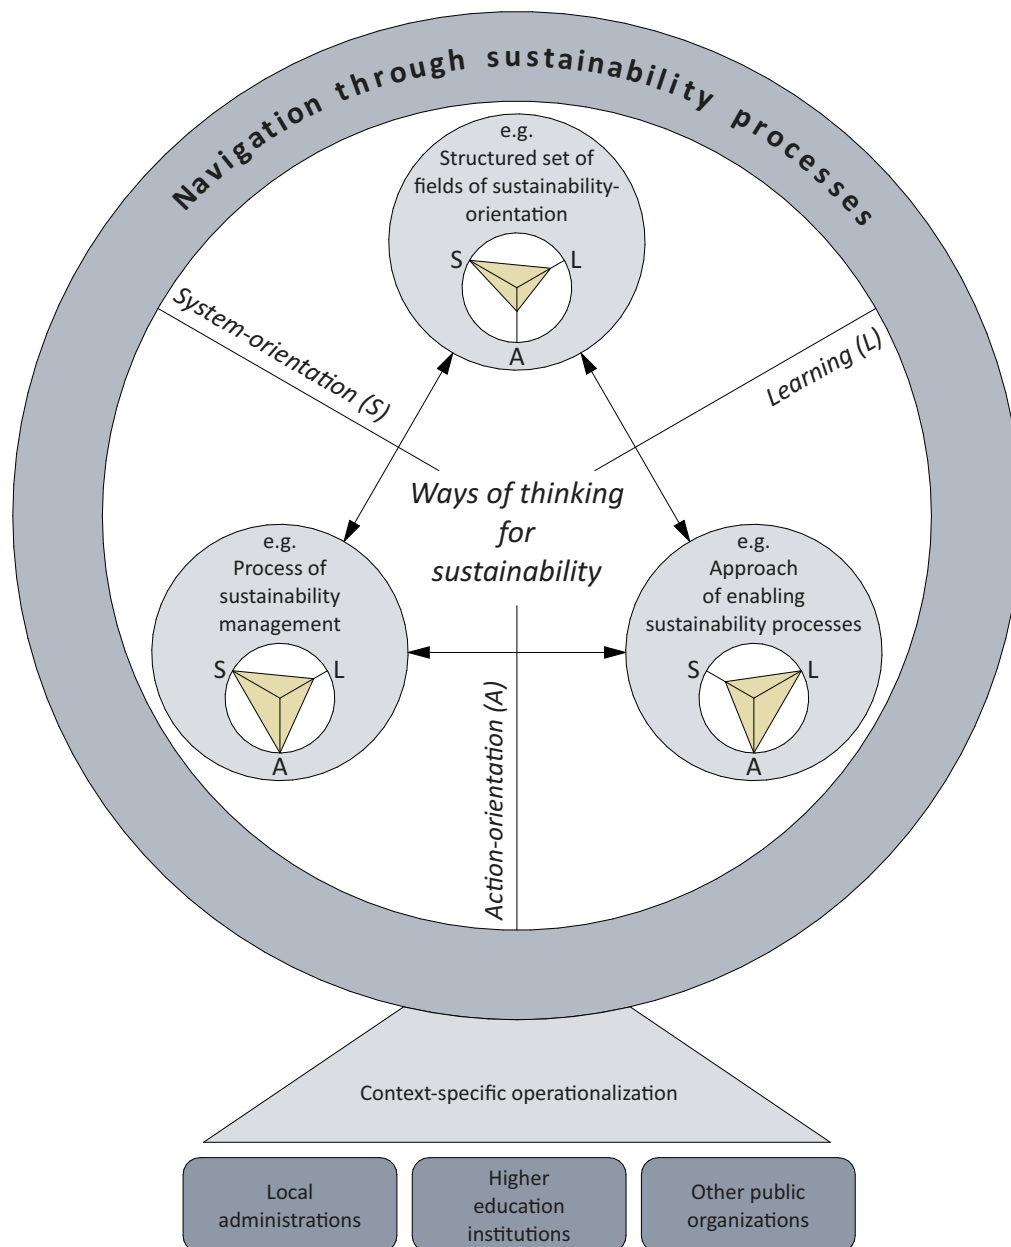 Navigation through sustainability processes
e.g.
Structured set of
fields of sustainability-
orientation
S
L
A
System-orientation (S)
Learning (L)
Ways of thinking
for
sustainability
e.g.
Process of
sustainability
management
S
L
A
e.g.
Approach
of enabling
sustainability processes
S
L
A
Action-orientation (A)
Context-specific operationalization
Local
administrations
Higher
education
institutions
Other public
organizations